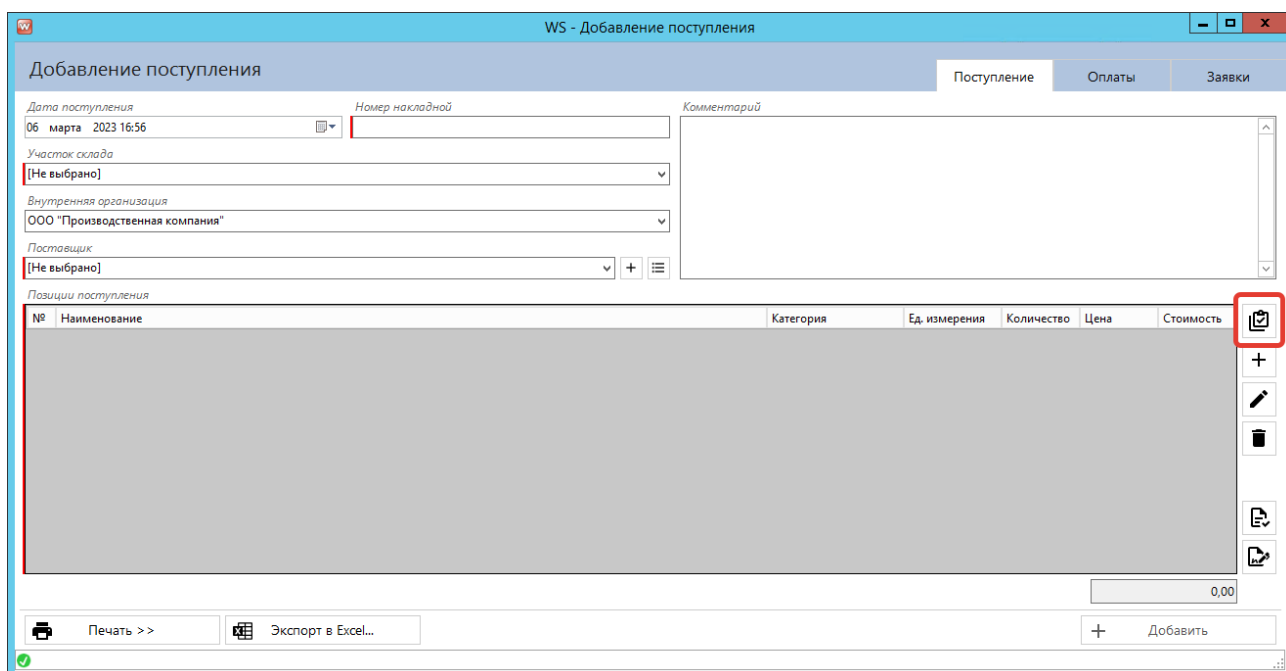 WS - Добавление поступления
Добавление поступления
Поступление Оплаты Заявки
Дата поступления Номер накладной Комментарий
06 марта 2023 16:56
Участок склада
[Не выбрано]
Внутренняя организация
ООО "Производственная компания"
Поставщик
[Не выбрано]
Позиции поступления
№ Наименование Категория Ед. измерения Количество Цена Стоимость
0,00
Печать >> Экспорт в Excel... + Добавить